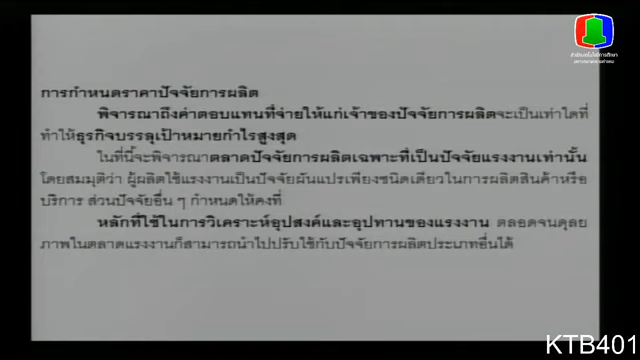 การกำหนดราคาปัจจัยการผลิต
พิจารณาถึงค่าตอบแทนที่จ่ายให้แก่เจ้าของปัจจัยการผลิตจะเป็นเท่าใดที่
ทำให้ธุรกิจบรรลุเป้าหมายกำไรสูงสุด
ในที่นี้จะพิจารณาตลาดปัจจัยการผลิตเฉพาะที่เป็นปัจจัยแรงงานเท่านั้น
โดยสมมุติว่า ผู้ผลิตใช้แรงงานเป็นปัจจัยผันแปรเพียงชนิดเดียวในการผลิตสินค้าหรือ
บริการ ส่วนปัจจัยอื่น ๆ กำหนดให้คงที่
หลักที่ใช้ในการวิเคราะห์อุปสงค์และอุปทานของแรงงาน ตลอดจนดุลย
ภาพในตลาดแรงงานก็สามารถนำไปปรับใช้กับปัจจัยการผลิตประเภทอื่นได้
KTB401